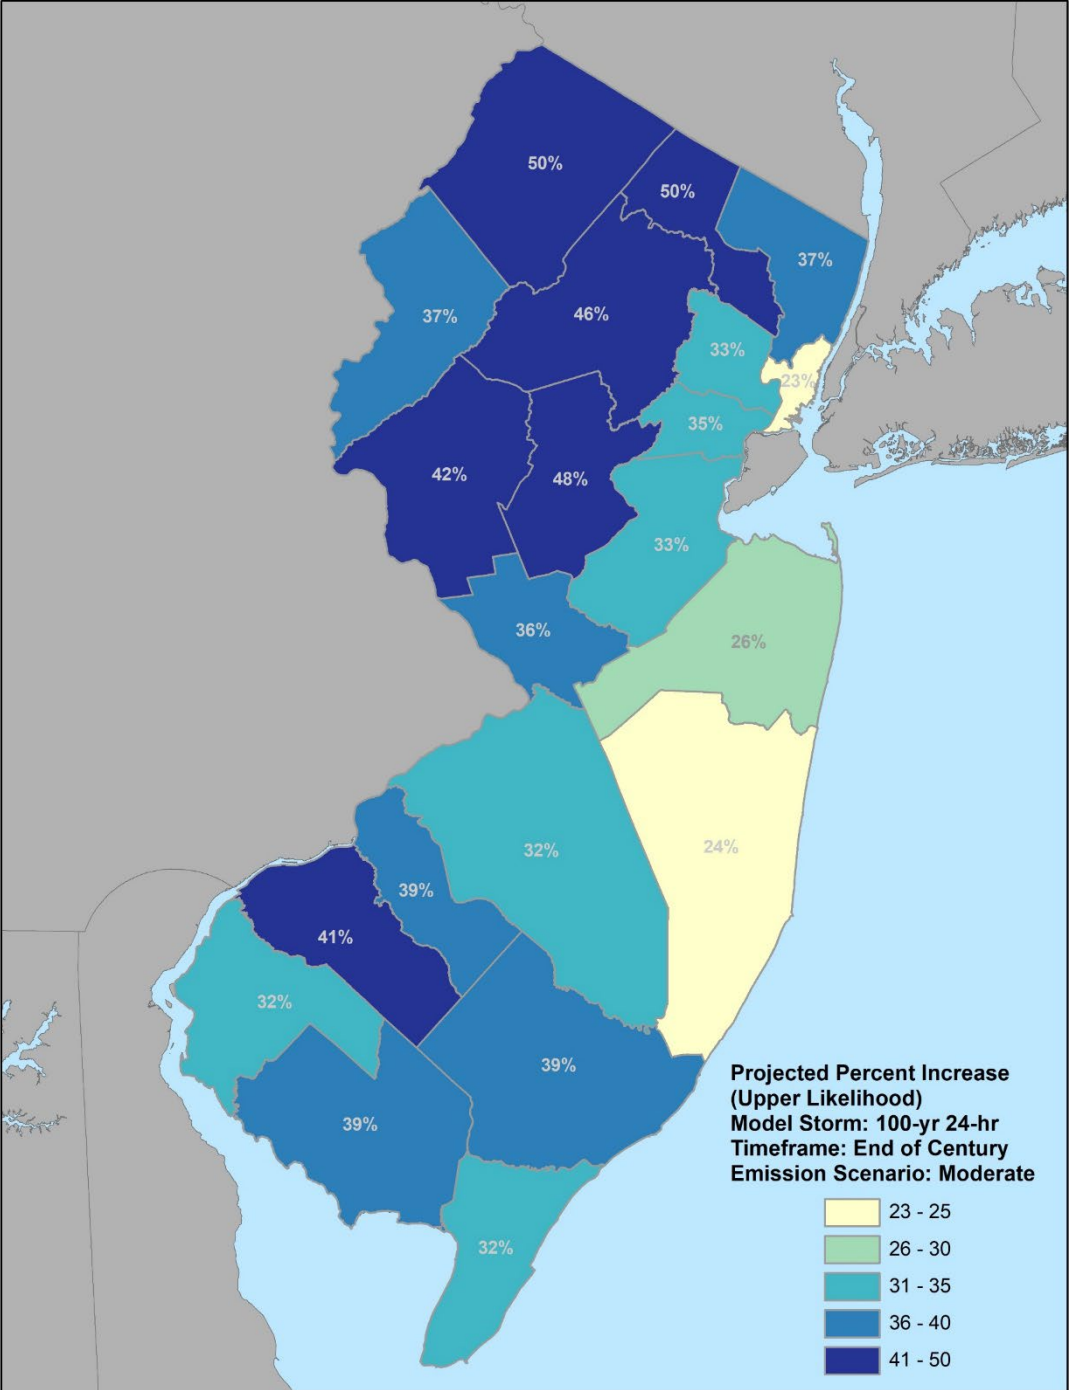 50%
50%
37%
37%
46%
33%
23%
35%
42%
48%
33%
36%
26%
32%
24%
39%
41%
32%
39%
39%
32%
Projected Percent Increase
(Upper Likelihood)
Model Storm: 100-yr 24-hr
Timeframe: End of Century
Emission Scenario: Moderate
23 - 25
26 - 30
31 - 35
36 - 40
41 - 50